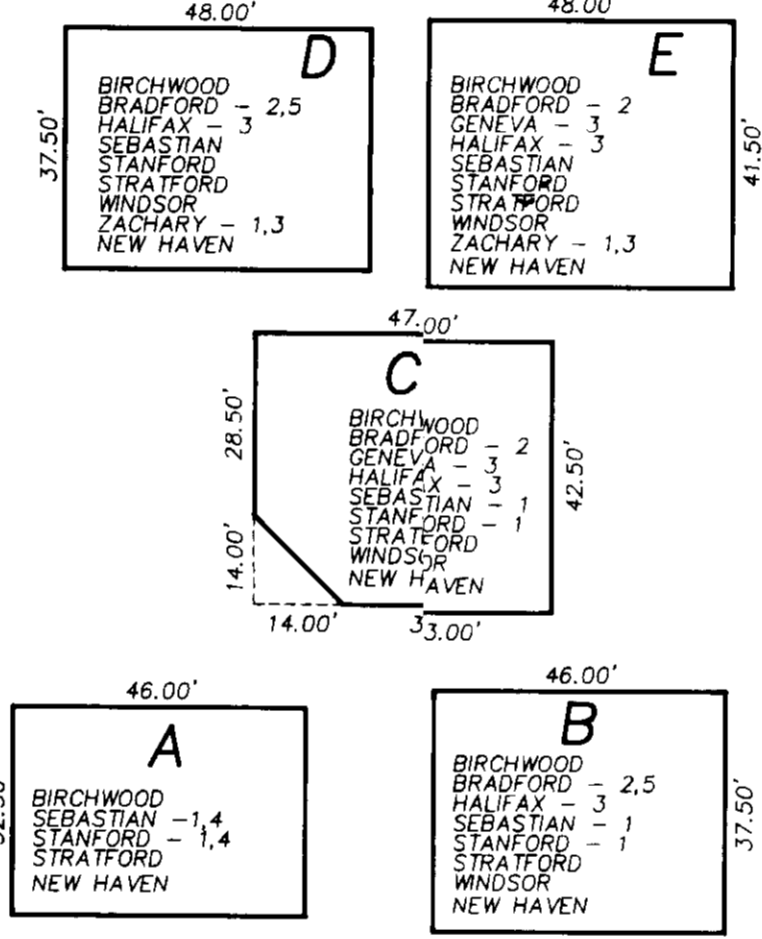 48.00'
D
37.50'
BIRCHWOOD
BRADFORD - 2,5
HALIFAX - 3
SEBASTIAN
STANFORD
STRATFORD
WINDSOR
ZACHARY - 1,3
NEW HAVEN
48.00'
E
BIRCHWOOD
BRADFORD - 2
GENEVA - 3
HALIFAX - 3
SEBASTIAN
STANFORD
STRATFORD
WINDSOR
ZACHARY - 1,3
NEW HAVEN
41.50'
47.00'
C
28.50'
BIRCHWOOD
BRADFORD - 2
GENEVA - 3
HALIFAX - 3
SEBASTIAN - 1
STANFORD - 1
STRATFORD
WINDSOR
NEW HAVEN
42.50'
14.00'
14.00'
33.00'
46.00'
A
BIRCHWOOD
SEBASTIAN -1,4
STANFORD - 1,4
STRATFORD
NEW HAVEN
46.00'
B
BIRCHWOOD
BRADFORD - 2,5
HALIFAX - 3
SEBASTIAN - 1
STANFORD - 1
STRATFORD
WINDSOR
NEW HAVEN
37.50'